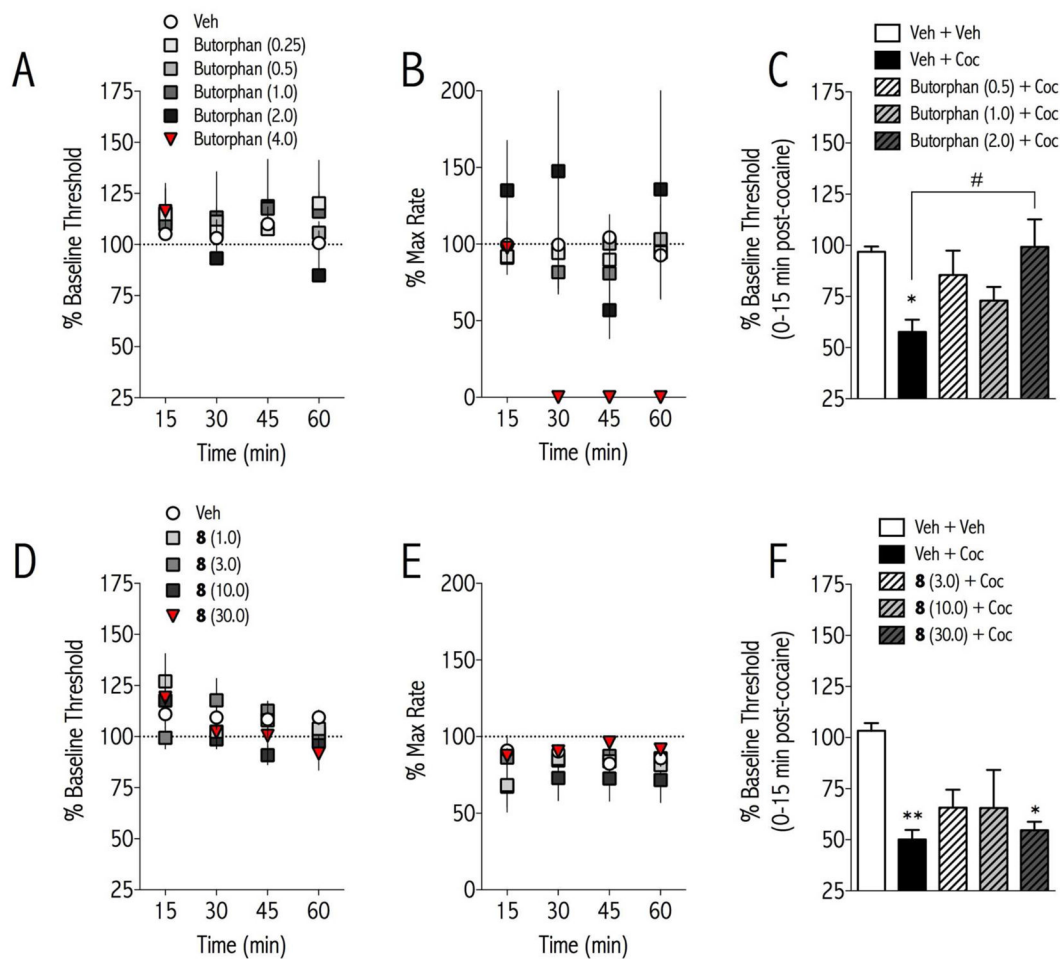 A
Veh
Butorphan (0.25)
Butorphan (0.5)
Butorphan (1.0)
Butorphan (2.0)
Butorphan (4.0)
% Baseline Threshold
175
150
125
100
75
50
25
15 30 45 60
Time (min)
B
% Max Rate
200
150
100
50
0
15 30 45 60
Time (min)
C
Veh + Veh
Veh + Coc
Butorphan (0.5) + Coc
Butorphan (1.0) + Coc
Butorphan (2.0) + Coc
% Baseline Threshold
(0-15 min post-cocaine)
175
150
125
100
75
50
25
#
*
D
Veh
8 (1.0)
8 (3.0)
8 (10.0)
8 (30.0)
% Baseline Threshold
175
150
125
100
75
50
25
15 30 45 60
Time (min)
E
% Max Rate
200
150
100
50
0
15 30 45 60
Time (min)
F
Veh + Veh
Veh + Coc
8 (3.0) + Coc
8 (10.0) + Coc
8 (30.0) + Coc
% Baseline Threshold
(0-15 min post-cocaine)
175
150
125
100
75
50
25
**
*